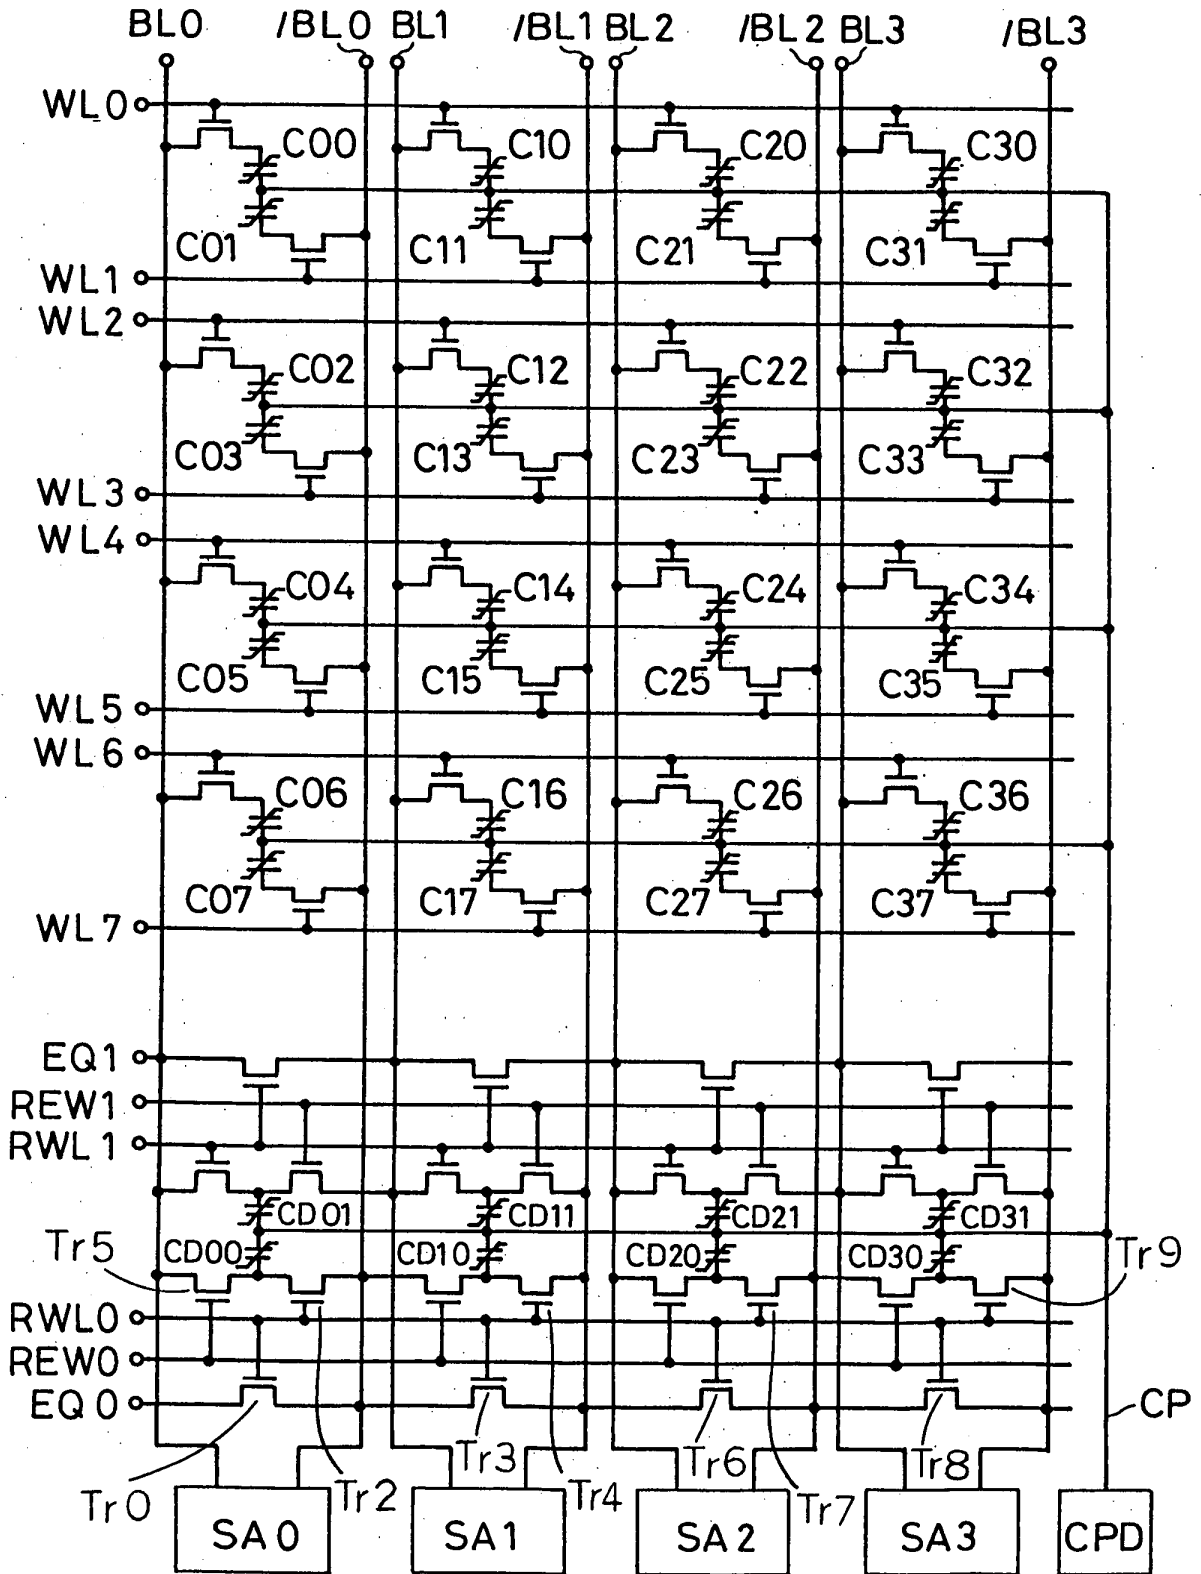 BL0 /BL0 BL1 /BL1 BL2 /BL2 BL3 /BL3
WL0
C00 C10 C20 C30
C01 C11 C21 C31
WL1
WL2
C02 C12 C22 C32
C03 C13 C23 C33
WL3
WL4
C04 C14 C24 C34
C05 C15 C25 C35
WL5
WL6
C06 C16 C26 C36
C07 C17 C27 C37
WL7
EQ1
REW1
RWL1
CD01 CD11 CD21 CD31
Tr5 CD00 CD10 CD20 CD30 Tr9
RWL0
REW0
EQ0 CP
Tr0 Tr2 Tr3 Tr4 Tr6 Tr7 Tr8
SA0 SA1 SA2 SA3 CPD